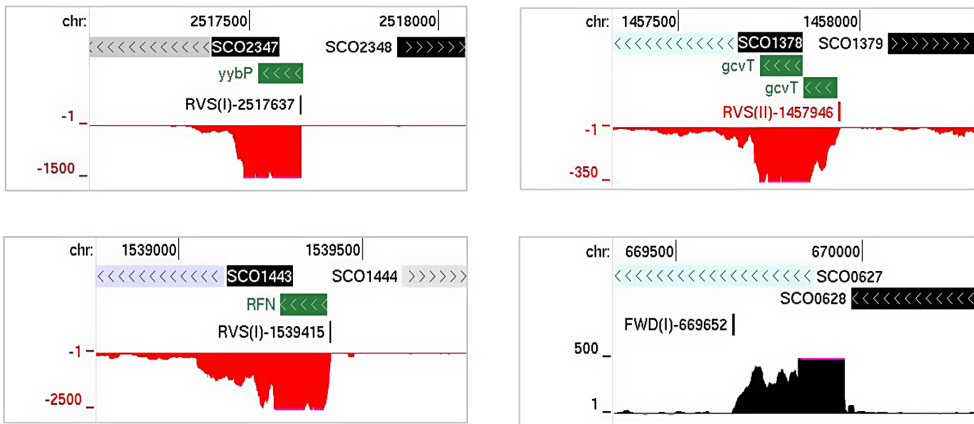 chr: 2517500 2518000
SCO2347 SCO2348
yybP
RVS(I)-2517637
-1
-1500
chr: 1457500 1458000
SCO1378 SCO1379
gcvT
gcvT
RVS(II)-1457946
-1
-350
chr: 1539000 1539500
SCO1443 SCO1444
RFN
RVS(I)-1539415
-1
-2500
chr: 669500 670000
SCO0627
SCO0628
FWD(I)-669652
500
1